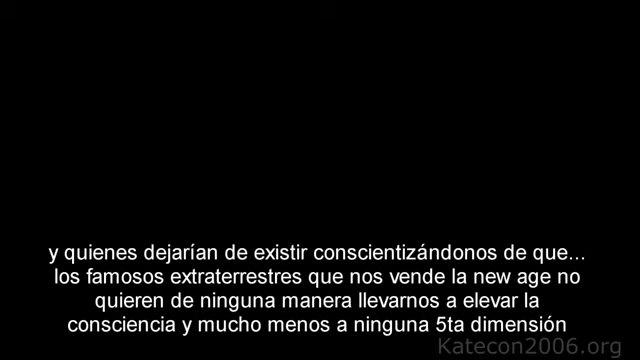 y quienes dejarían de existir conscientizándonos de que...
los famosos extraterrestres que nos vende la new age no
quieren de ninguna manera llevarnos a elevar la
consciencia y mucho menos a ninguna 5ta dimensión
Katecon2006.org